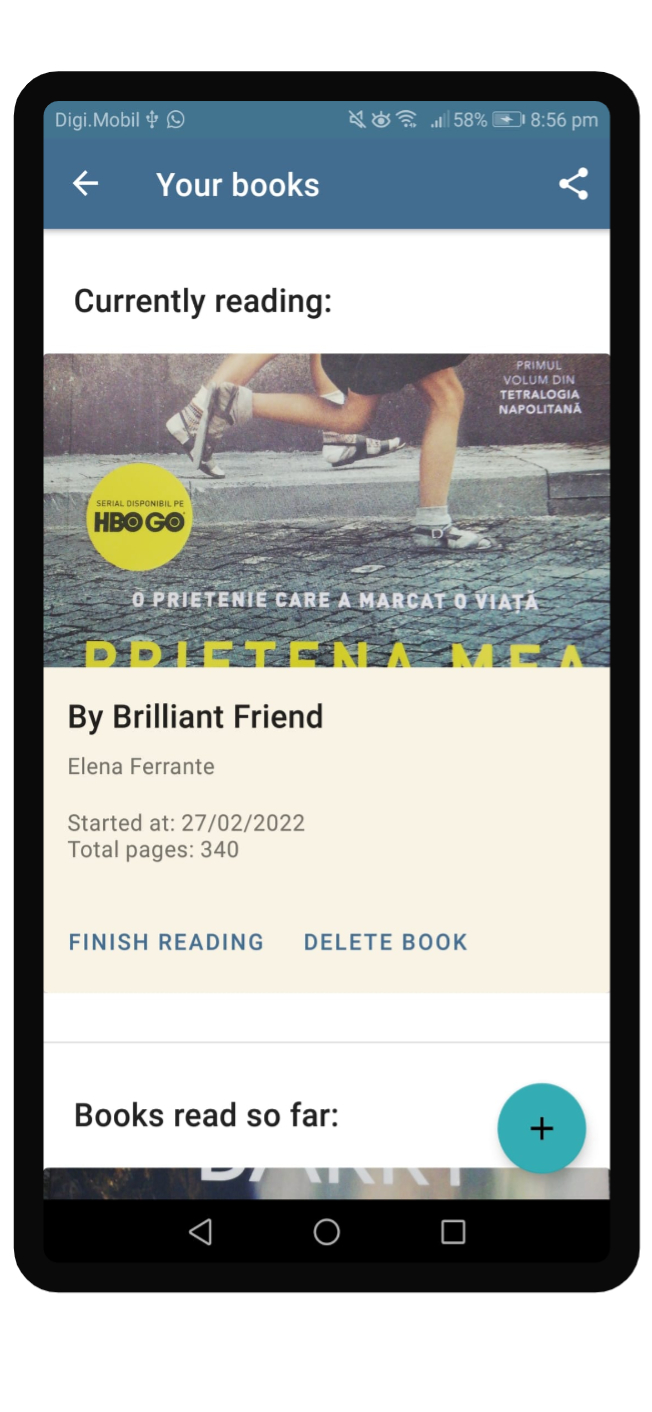 Digi.Mobil
58%
8:56 pm
Your books
Currently reading:
PRIMUL
VOLUM DIN
TETRALOGIA
NAPOLITANĂ
SERIAL DISPONIBIL PE
HBO GO
O PRIETENIE CARE A MARCAT O VIAȚĂ
PRIETENA MEA
By Brilliant Friend
Elena Ferrante
Started at: 27/02/2022
Total pages: 340
FINISH READING DELETE BOOK
Books read so far:
+